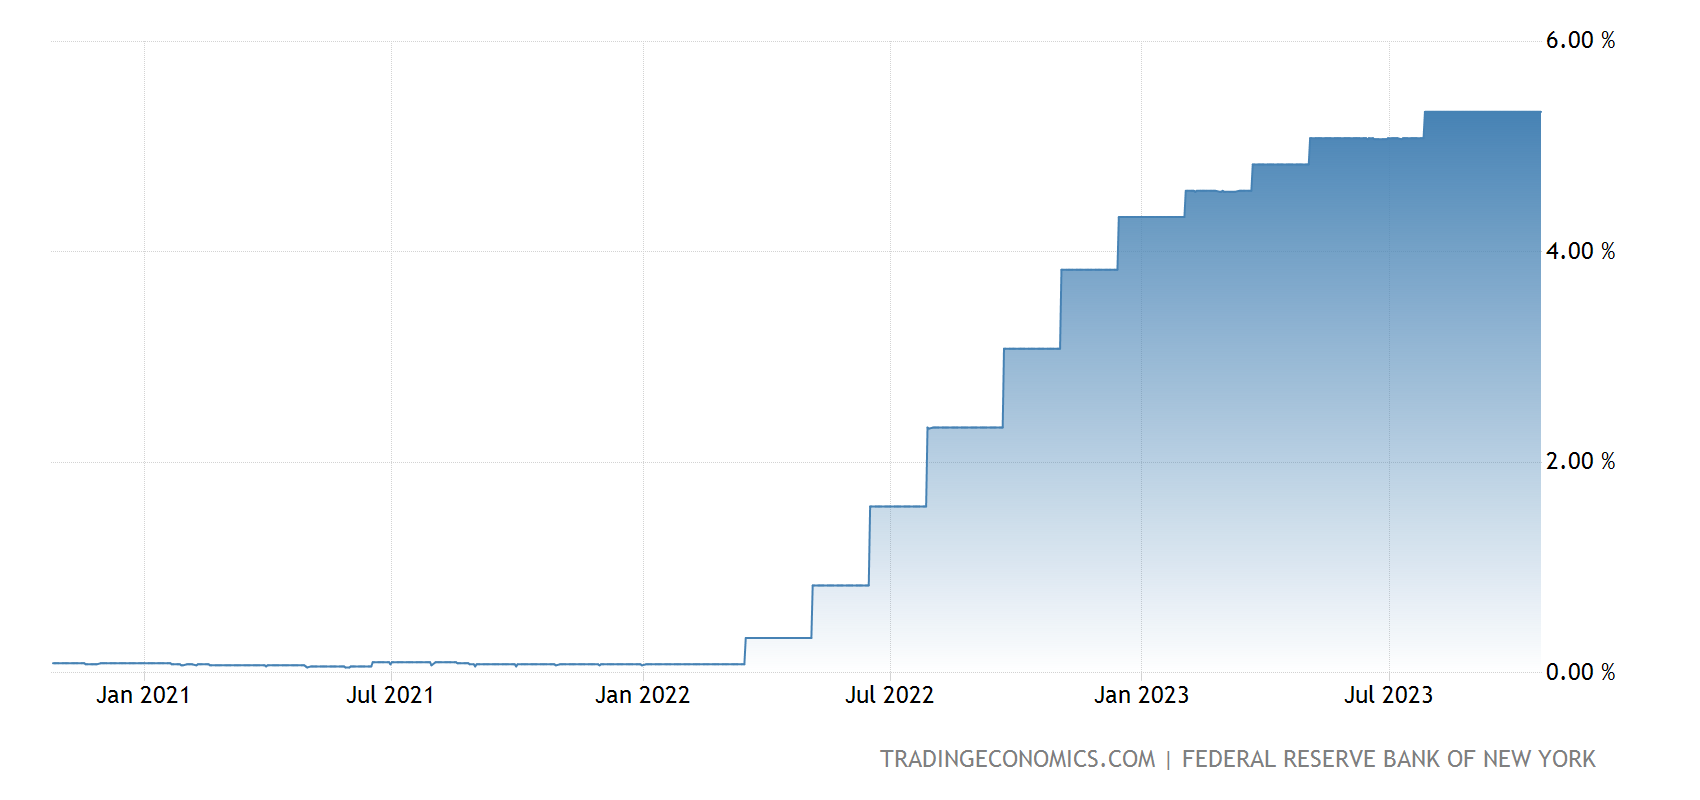 6.00 %
4.00 %
2.00 %
0.00 %
Jan 2021 Jul 2021 Jan 2022 Jul 2022 Jan 2023 Jul 2023
TRADINGECONOMICS.COM | FEDERAL RESERVE BANK OF NEW YORK